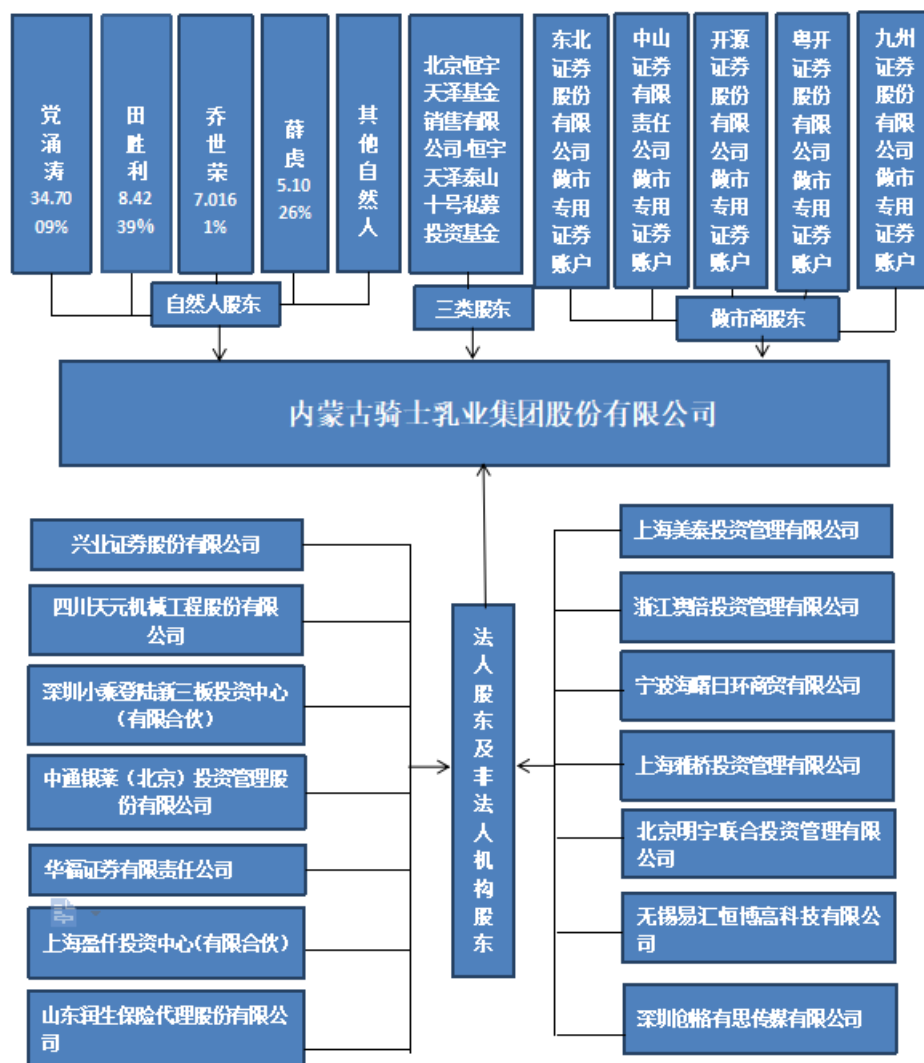 党涌涛
34.70
09%
田胜利
8.42
39%
乔世荣
7.016
1%
薛虎
5.10
26%
其他自然人
北京恒宇
天泽基金
销售有限
公司-恒宇
天泽泰山
十号私募
投资基金
东北证券股份有限公司做市专用证券账户
中山证券有限责任公司做市专用证券账户
开源证券股份有限公司做市专用证券账户
粤开证券股份有限公司做市专用证券账户
九州证券股份有限公司做市专用证券账户
自然人股东
三类股东
做市商股东
内蒙古骑士乳业集团股份有限公司
兴业证券股份有限公司
四川天元机械工程股份有限
公司
深圳小乘登陆新三板投资中心
（有限合伙）
中通银莱（北京）投资管理股
份有限公司
华福证券有限责任公司
上海盈仟投资中心(有限合伙)
山东润生保险代理股份有限公
司
法人股东及非法人机构股东
上海美泰投资管理有限公司
浙江澳倍投资管理有限公司
宁波海曙日环商贸有限公司
上海雅桥投资管理有限公司
北京明宇联合投资管理有限
公司
无锡易汇恒博高科技有限公
司
深圳创格有思传媒有限公司